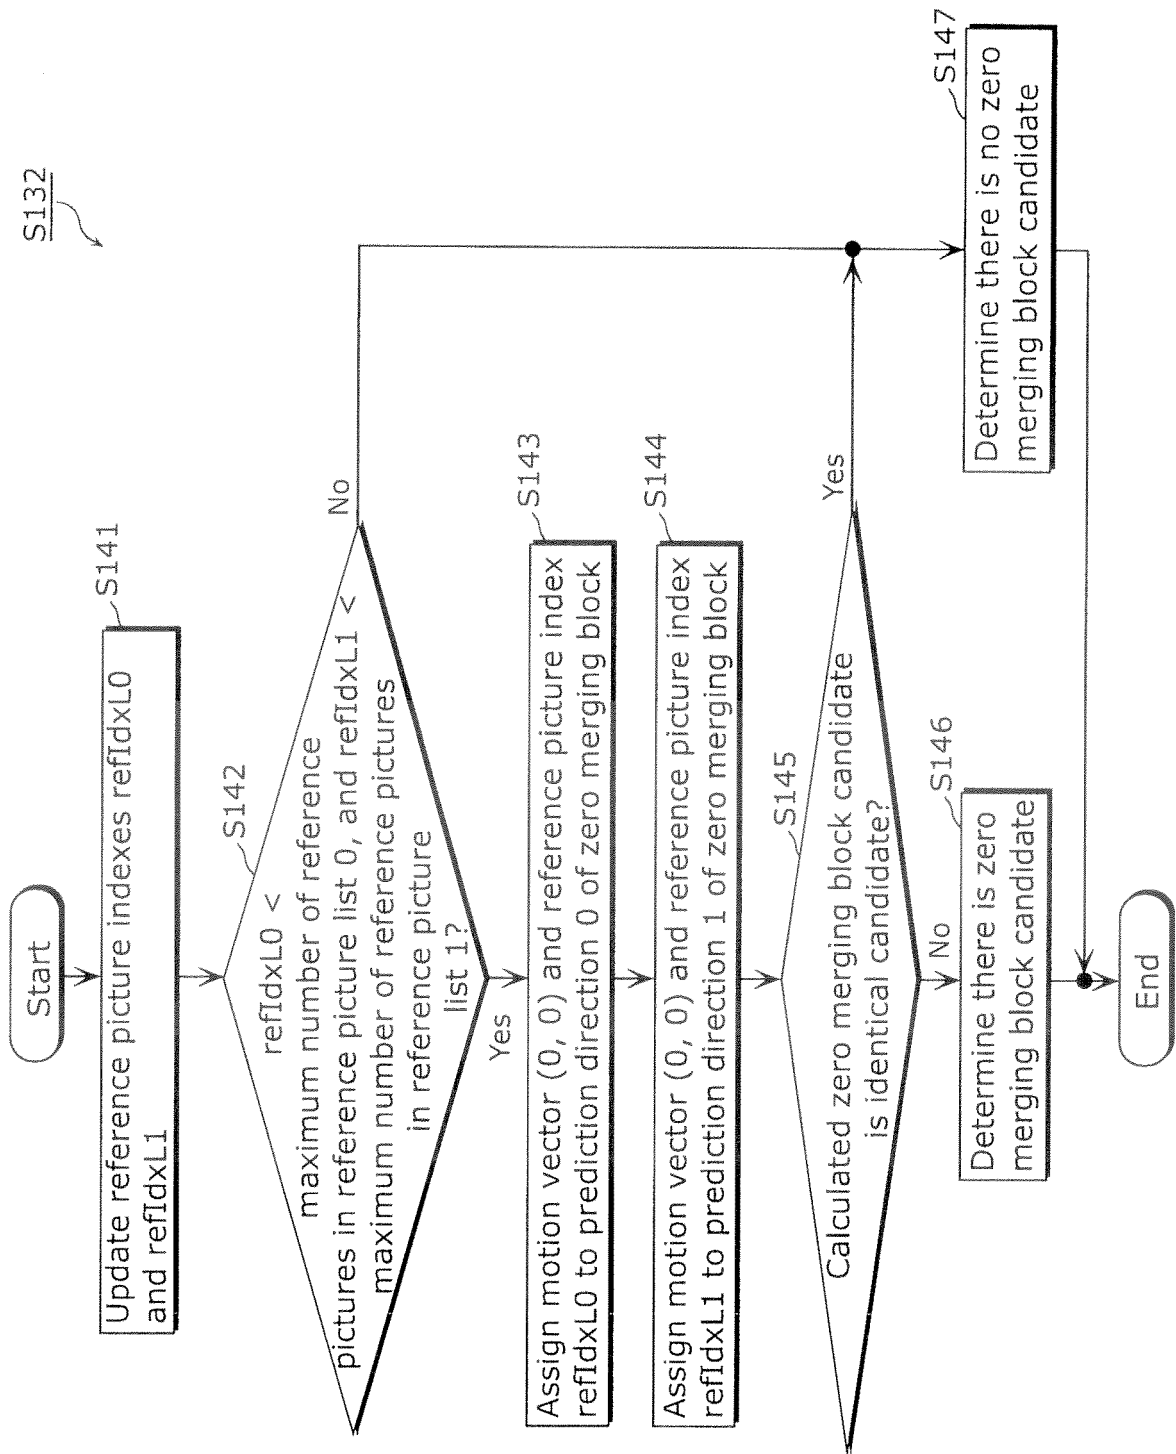 S132
Start
S141
Update reference picture indexes refIdxL0
and refIdxL1
S142
refIdxL0 <
maximum number of reference
pictures in reference picture list 0, and refIdxL1 <
maximum number of reference pictures
in reference picture
list 1?
No
Yes
S143
Assign motion vector (0, 0) and reference picture index
refIdxL0 to prediction direction 0 of zero merging block
S144
Assign motion vector (0, 0) and reference picture index
refIdxL1 to prediction direction 1 of zero merging block
S145
Calculated zero merging block candidate
is identical candidate?
Yes
No
S146
Determine there is zero
merging block candidate
S147
Determine there is no zero
merging block candidate
End